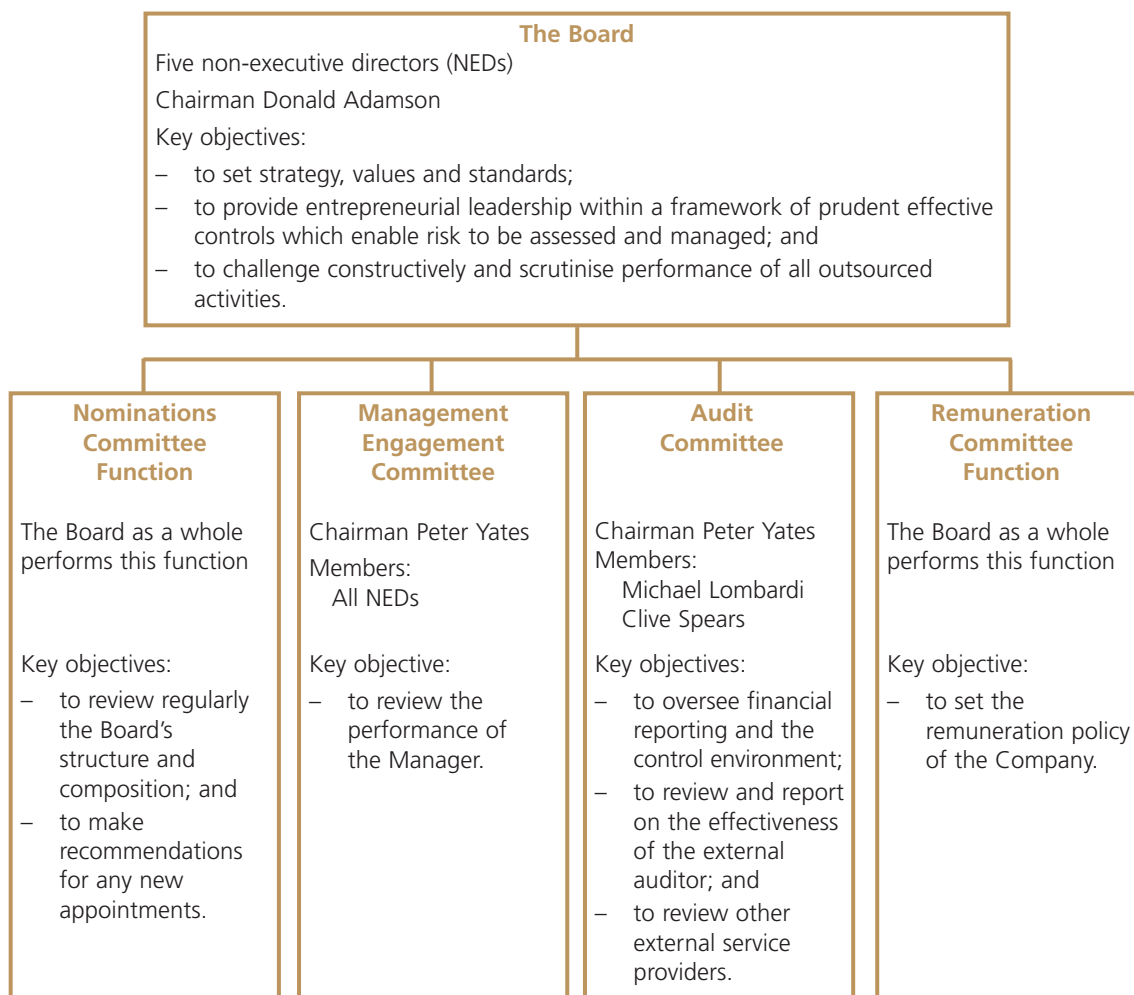 The Board
Five non-executive directors (NEDs)
Chairman Donald Adamson
Key objectives:
– to set strategy, values and standards;
– to provide entrepreneurial leadership within a framework of prudent effective
controls which enable risk to be assessed and managed; and
– to challenge constructively and scrutinise performance of all outsourced
activities.
Nominations
Committee
Function
The Board as a whole
performs this function
Key objectives:
– to review regularly
the Board’s
structure and
composition; and
– to make
recommendations
for any new
appointments.
Management
Engagement
Committee
Chairman Peter Yates
Members:
All NEDs
Key objective:
– to review the
performance of
the Manager.
Audit
Committee
Chairman Peter Yates
Members:
Michael Lombardi
Clive Spears
Key objectives:
– to oversee financial
reporting and the
control environment;
– to review and report
on the effectiveness
of the external
auditor; and
– to review other
external service
providers.
Remuneration
Committee
Function
The Board as a whole
performs this function
Key objective:
– to set the
remuneration policy
of the Company.